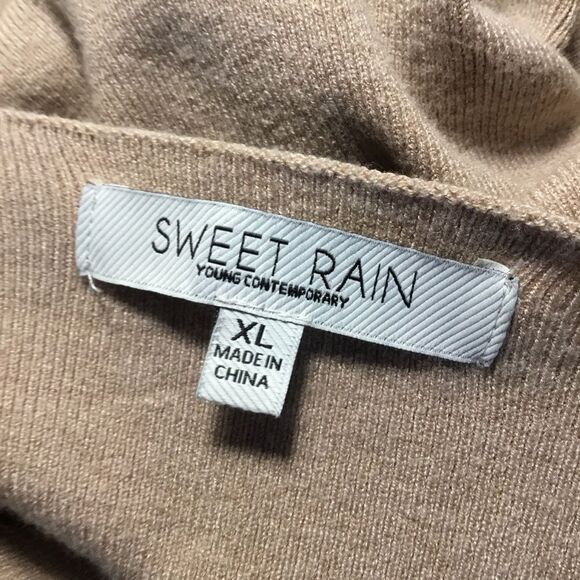 SWEET RAIN
YOUNG CONTEMPORARY
XL
MADE IN
CHINA